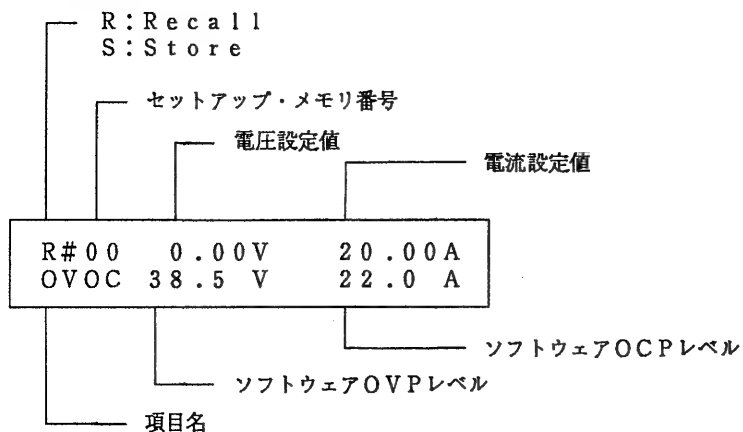 R:Recall
S:Store
セットアップ・メモリ番号
電圧設定値
電流設定値
R#00 0.00V 20.00A
OVOC 38.5 V 22.0 A
ソフトウェアOCPレベル
ソフトウェアOVPレベル
項目名